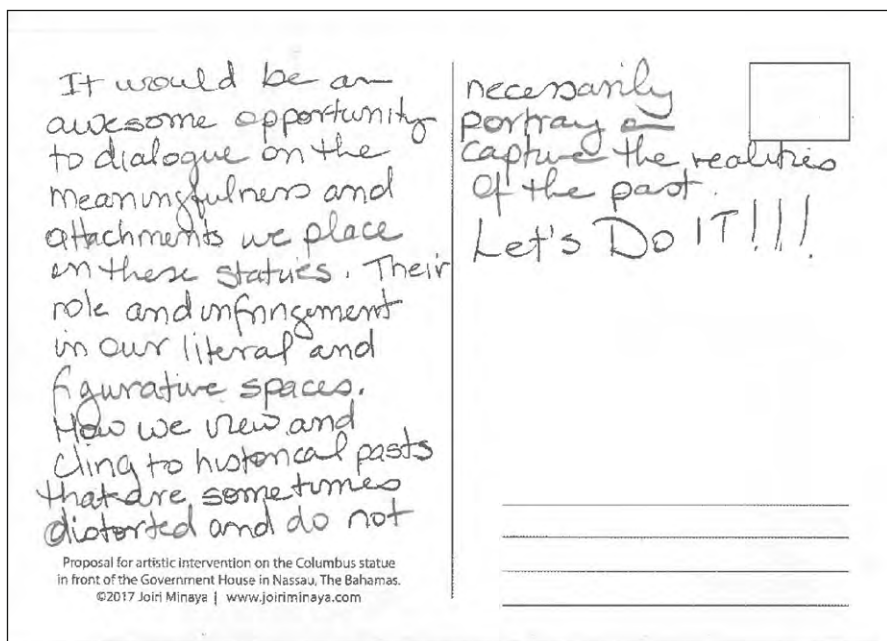 It would be an
awesome opportunity
to dialogue on the
meaningfulness and
attachments we place
on these statues. Their
role and infringement
in our literal and
figurative spaces.
How we view and
cling to historical pasts
that are sometimes
distorted and do not
Proposal for artistic intervention on the Columbus statue
in front of the Government House in Nassau, The Bahamas.
©2017 Joiri Minaya | www.joiriminaya.com
necessarily
portray or
capture the realities
of the past.
Let's Do IT!!!